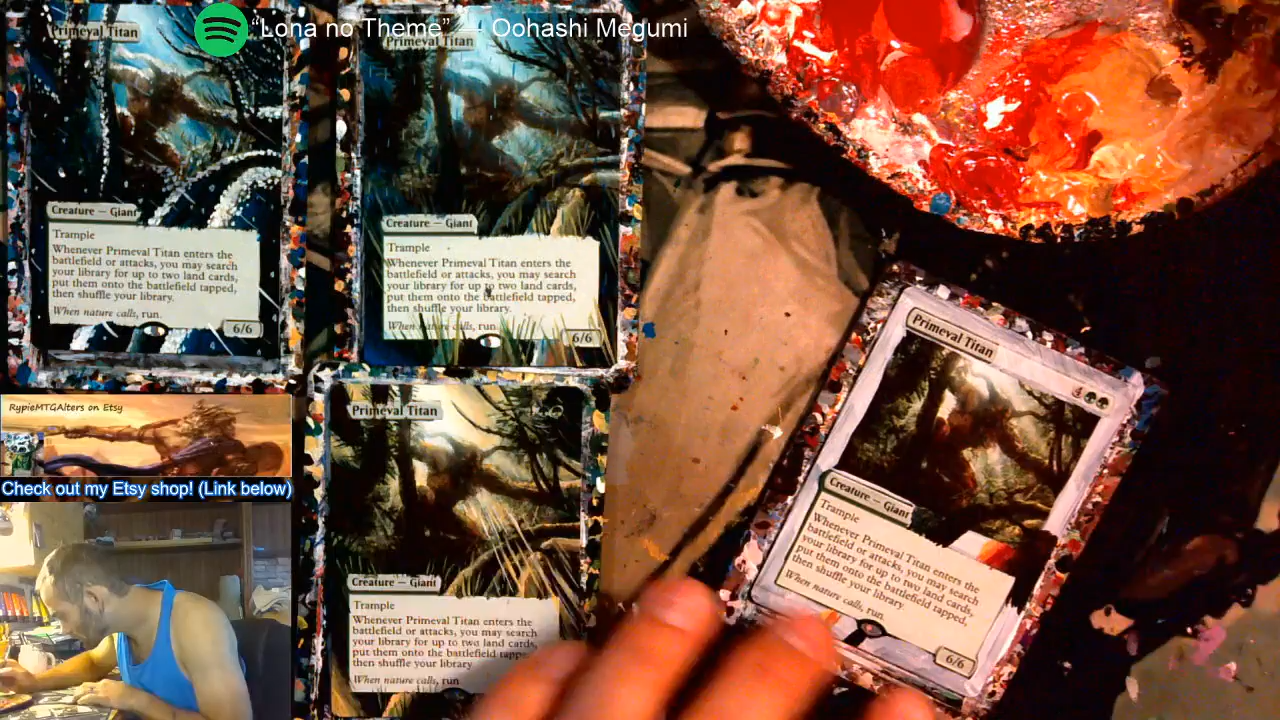 “Lona no Theme” — Oohashi Megumi
Primeval Titan
Creature — Giant
Trample
Whenever Primeval Titan enters the
battlefield or attacks, you may search
your library for up to two land cards,
put them onto the battlefield tapped,
then shuffle your library.
When nature calls, run.
6/6
Primeval Titan
Creature — Giant
Trample
Whenever Primeval Titan enters the
battlefield or attacks, you may search
your library for up to two land cards,
put them onto the battlefield tapped,
then shuffle your library.
When nature calls, run.
6/6
RypieMTGAlters on Etsy
Check out my Etsy shop! (Link below)
Primeval Titan
Creature — Giant
Trample
Whenever Primeval Titan enters the
battlefield or attacks, you may search
your library for up to two land cards,
put them onto the battlefield tapped,
then shuffle your library
When nature calls, run
Primeval Titan
4
Creature — Giant
Trample
Whenever Primeval Titan enters the
battlefield or attacks, you may search
your library for up to two land cards,
put them onto the battlefield tapped,
then shuffle your library.
When nature calls, run.
6/6